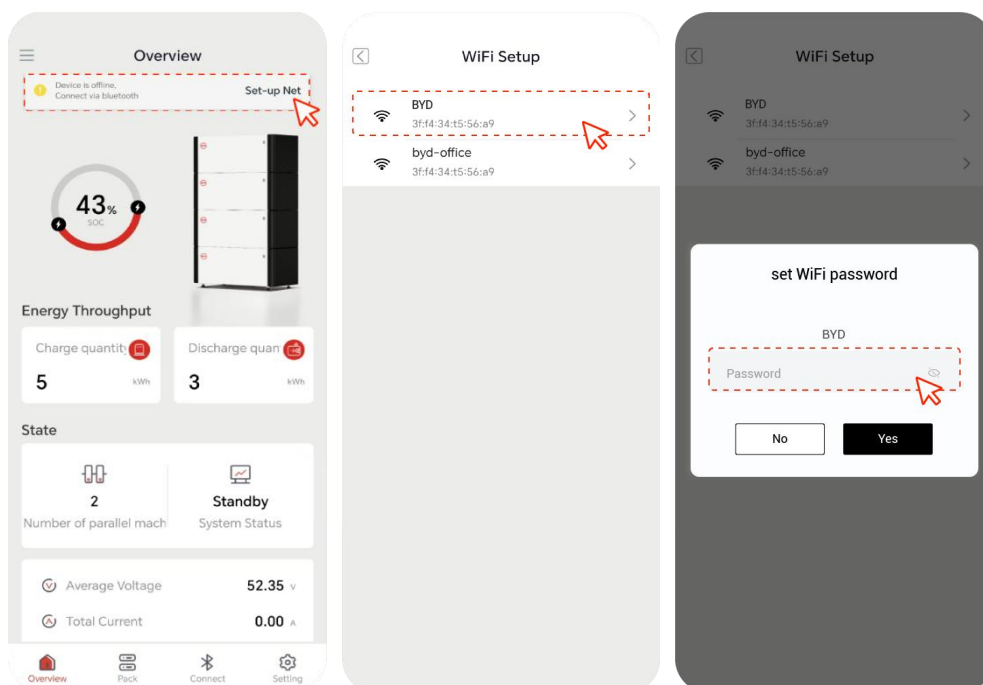 Overview
Device is offline,
Connect via bluetooth
Set-up Net
43%
SOC
Energy Throughput
Charge quantity
5 kWh
Discharge quan
3 kWh
State
2
Number of parallel mach
Standby
System Status
Average Voltage 52.35 V
Total Current 0.00 A
Overview
Pack
Connect
Setting
WiFi Setup
BYD
3f:f4:34:t5:56:a9
byd-office
3f:f4:34:t5:56:a9
WiFi Setup
BYD
3f:f4:34:t5:56:a9
byd-office
3f:f4:34:t5:56:a9
set WiFi password
BYD
Password
No
Yes